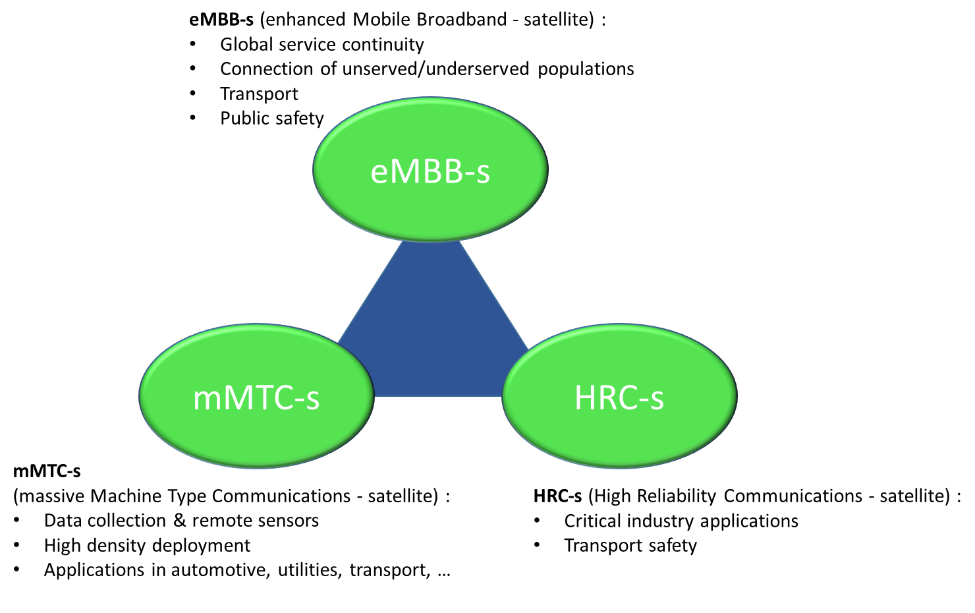 eMBB-s (enhanced Mobile Broadband - satellite) :
• Global service continuity
• Connection of unserved/underserved populations
• Transport
• Public safety
eMBB-s
mMTC-s
HRC-s
mMTC-s
(massive Machine Type Communications - satellite) :
• Data collection & remote sensors
• High density deployment
• Applications in automotive, utilities, transport, ...
HRC-s (High Reliability Communications - satellite) :
• Critical industry applications
• Transport safety